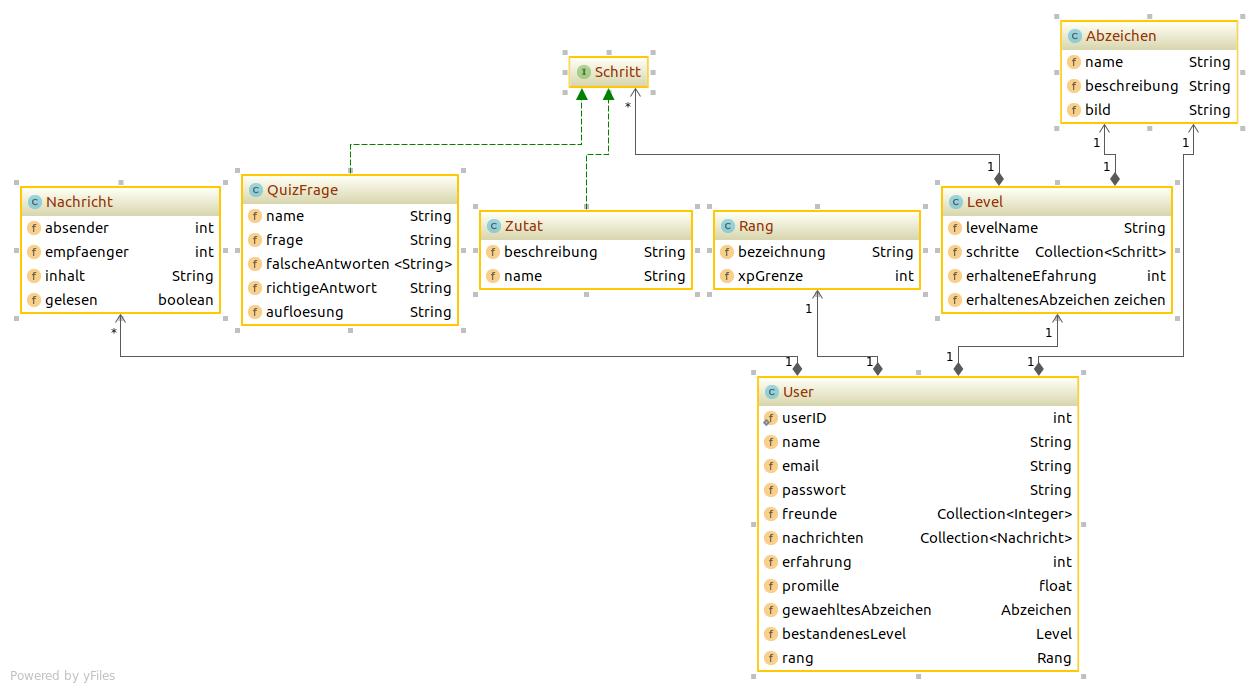 Abzeichen
name String
beschreibung String
bild String
Schritt
*
1
1
1
1
Nachricht
absender int
empfaenger int
inhalt String
gelesen boolean
QuizFrage
name String
frage String
falscheAntworten <String>
richtigeAntwort String
aufloesung String
Zutat
beschreibung String
name String
Rang
bezeichnung String
xpGrenze int
Level
levelName String
schritte Collection<Schritt>
erhalteneEfahrung int
erhaltenesAbzeichen zeichen
*
1
1
1
1
1
1
User
userID int
name String
email String
passwort String
freunde Collection<Integer>
nachrichten Collection<Nachricht>
erfahrung int
promille float
gewaehltesAbzeichen Abzeichen
bestandenesLevel Level
rang Rang
Powered by yFiles